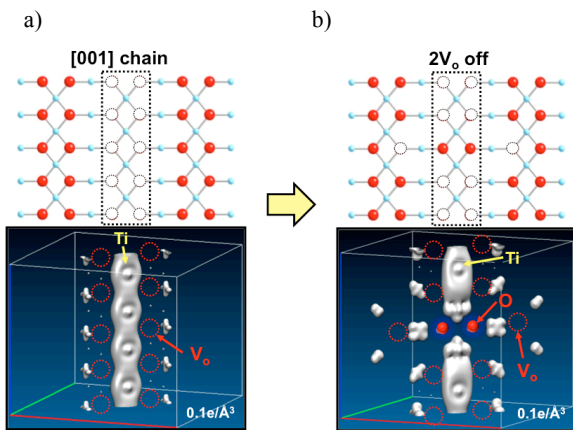 a)
b)
[001] chain
2Vₒ off
Ti
Vₒ
0.1e/Å³
Ti
O
Vₒ
0.1e/Å³